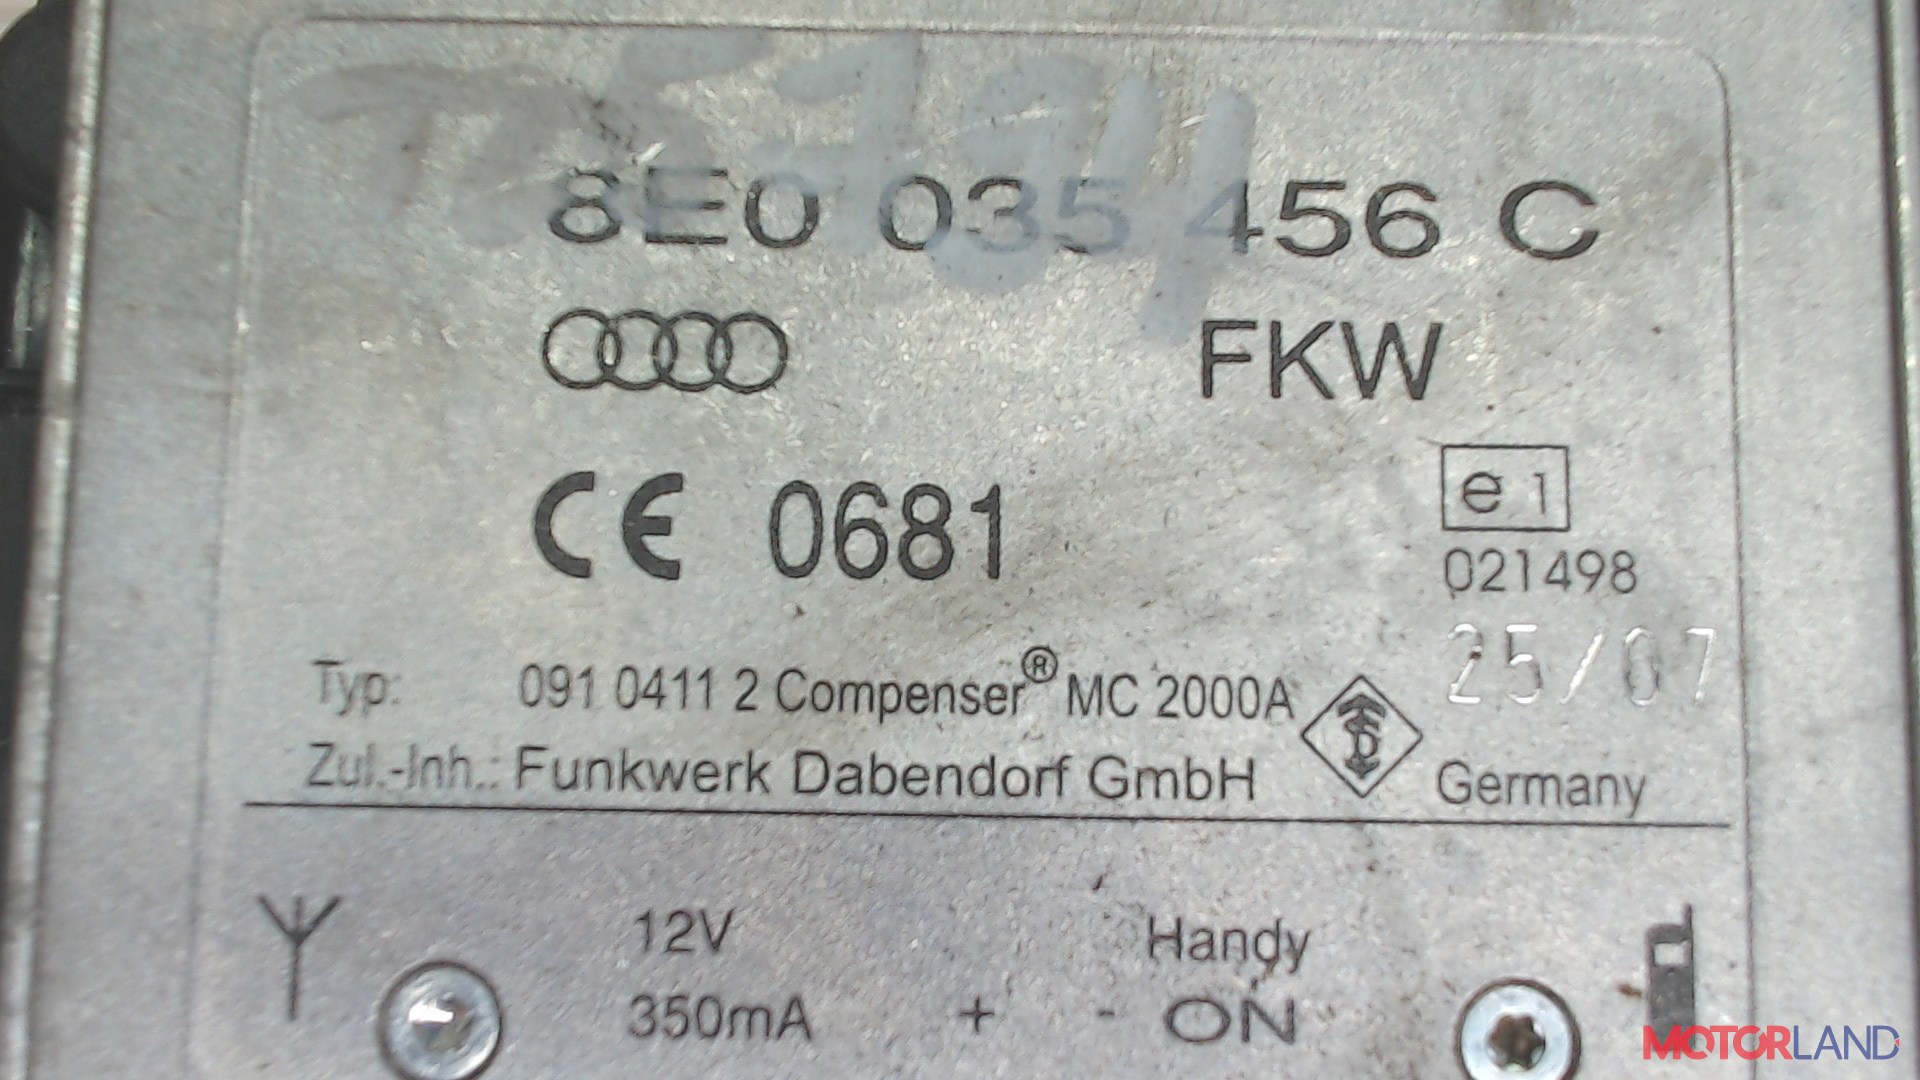 8E0 035 456 C
FKW
CE 0681
e1
021498
25/07
Typ: 091 0411 2 Compenser® MC 2000A
Zul.-Inh.: Funkwerk Dabendorf GmbH
Germany
12V
Handy
350mA + - ON
MOTORLAND